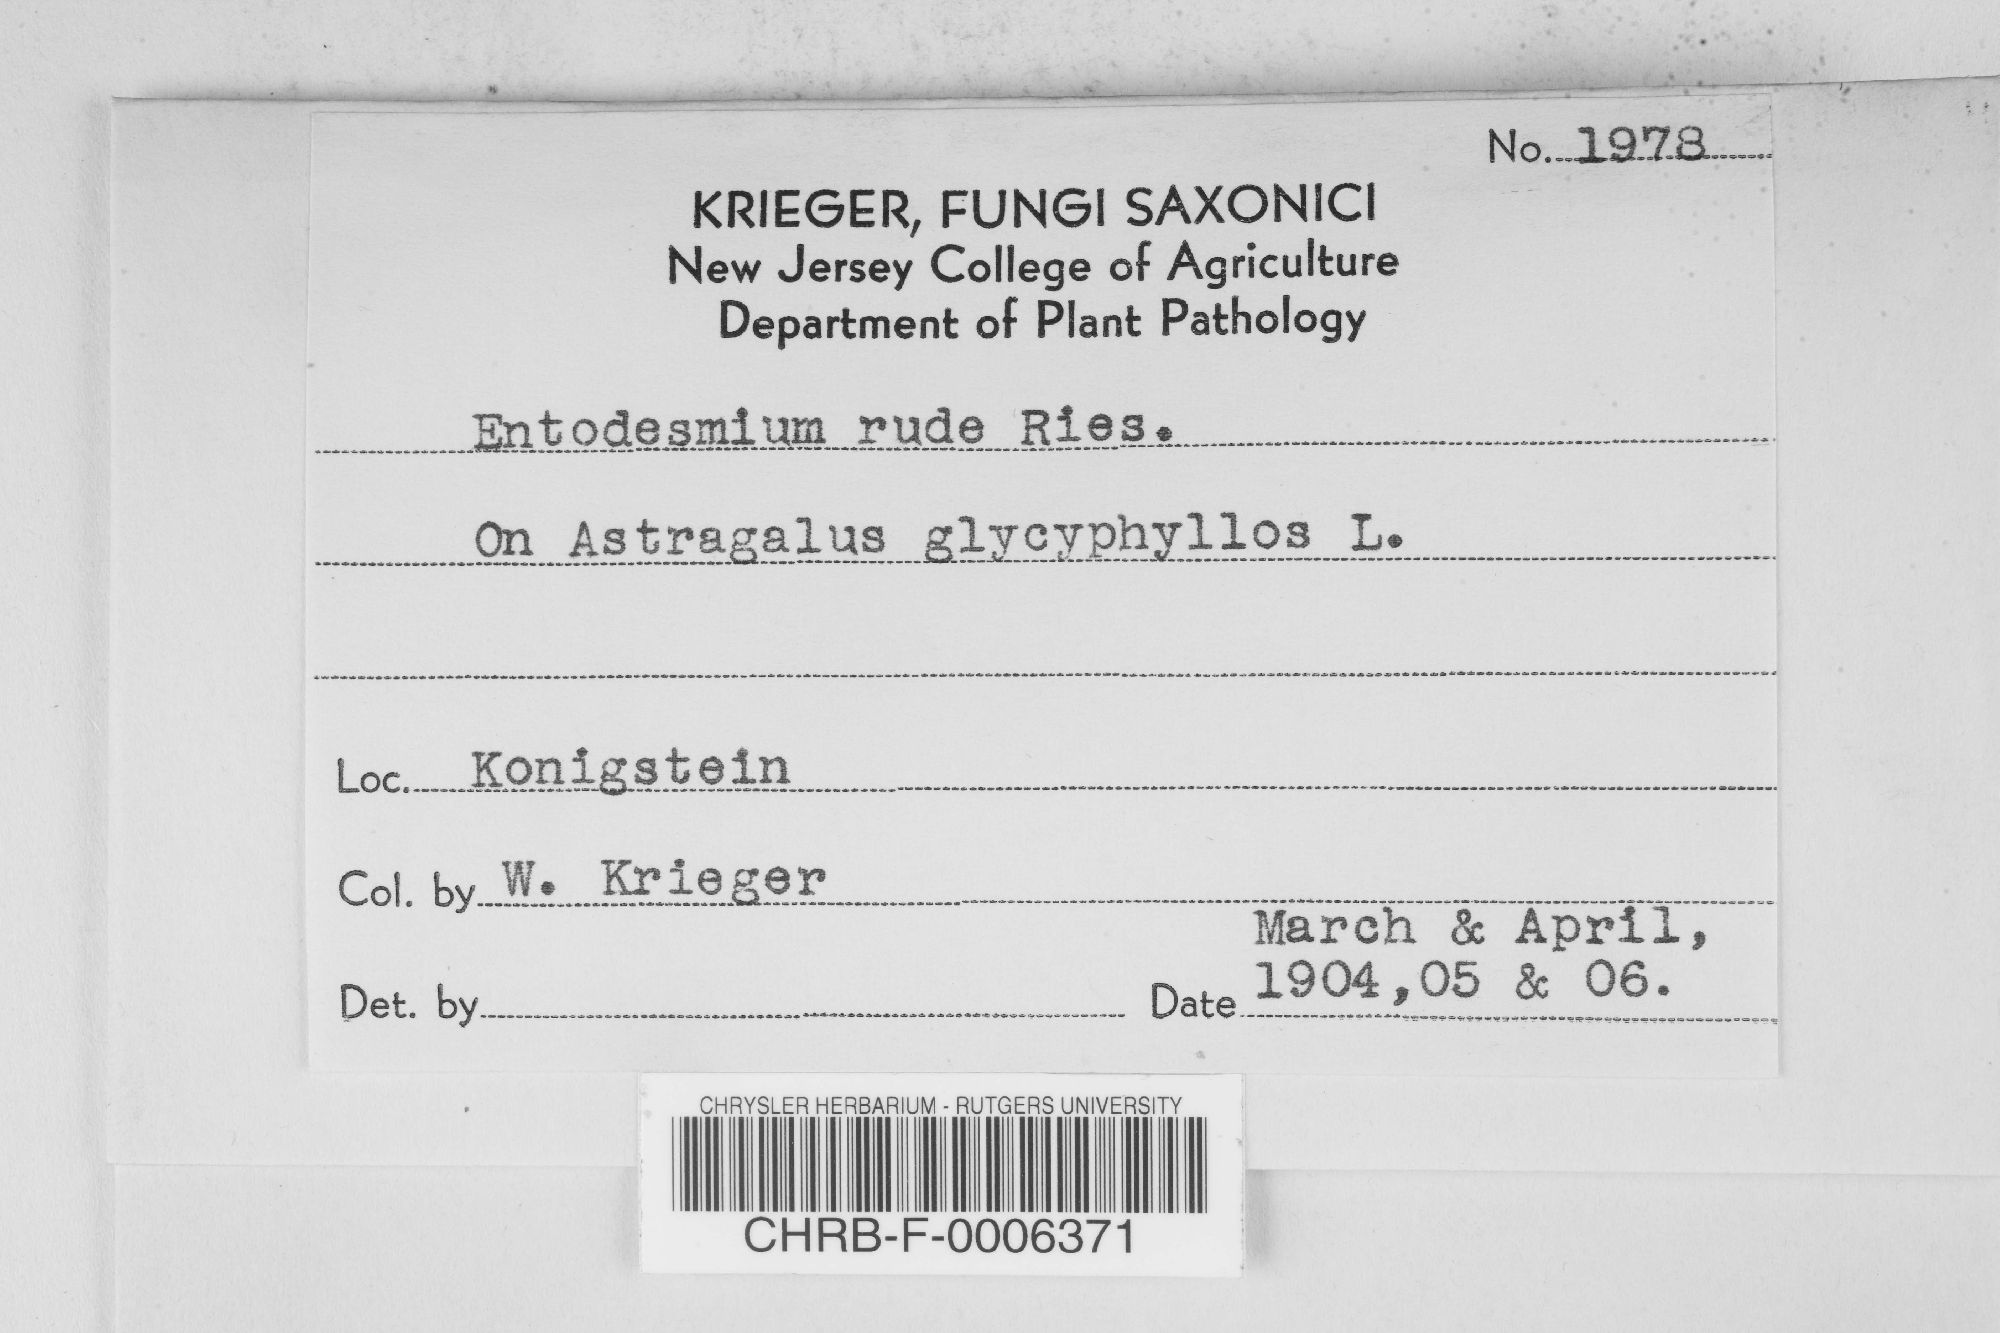 No. 1978
KRIEGER, FUNGI SAXONICI
New Jersey College of Agriculture
Department of Plant Pathology
Entodesmium rude Ries.
On Astragalus glycyphyllos L.
Loc. Konigstein
Col. by W. Krieger
March & April,
Det. by Date 1904,05 & 06.
CHRYSLER HERBARIUM - RUTGERS UNIVERSITY
CHRB-F-0006371